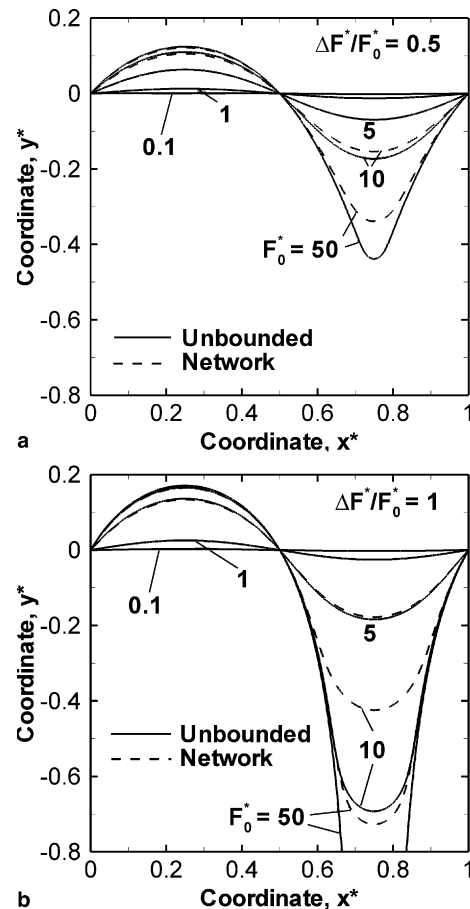 0.2
ΔF*/F₀* = 0.5
0
0.1
1
5
10
-0.2
F₀* = 50
-0.4
-0.6
Unbounded
Network
-0.8
0 0.2 0.4 0.6 0.8 1
Coordinate, y*
a
Coordinate, x*
0.2
ΔF*/F₀* = 1
0
0.1
1
5
-0.2
-0.4
Unbounded
Network
10
-0.6
F₀* = 50
-0.8
0 0.2 0.4 0.6 0.8 1
Coordinate, y*
b
Coordinate, x*